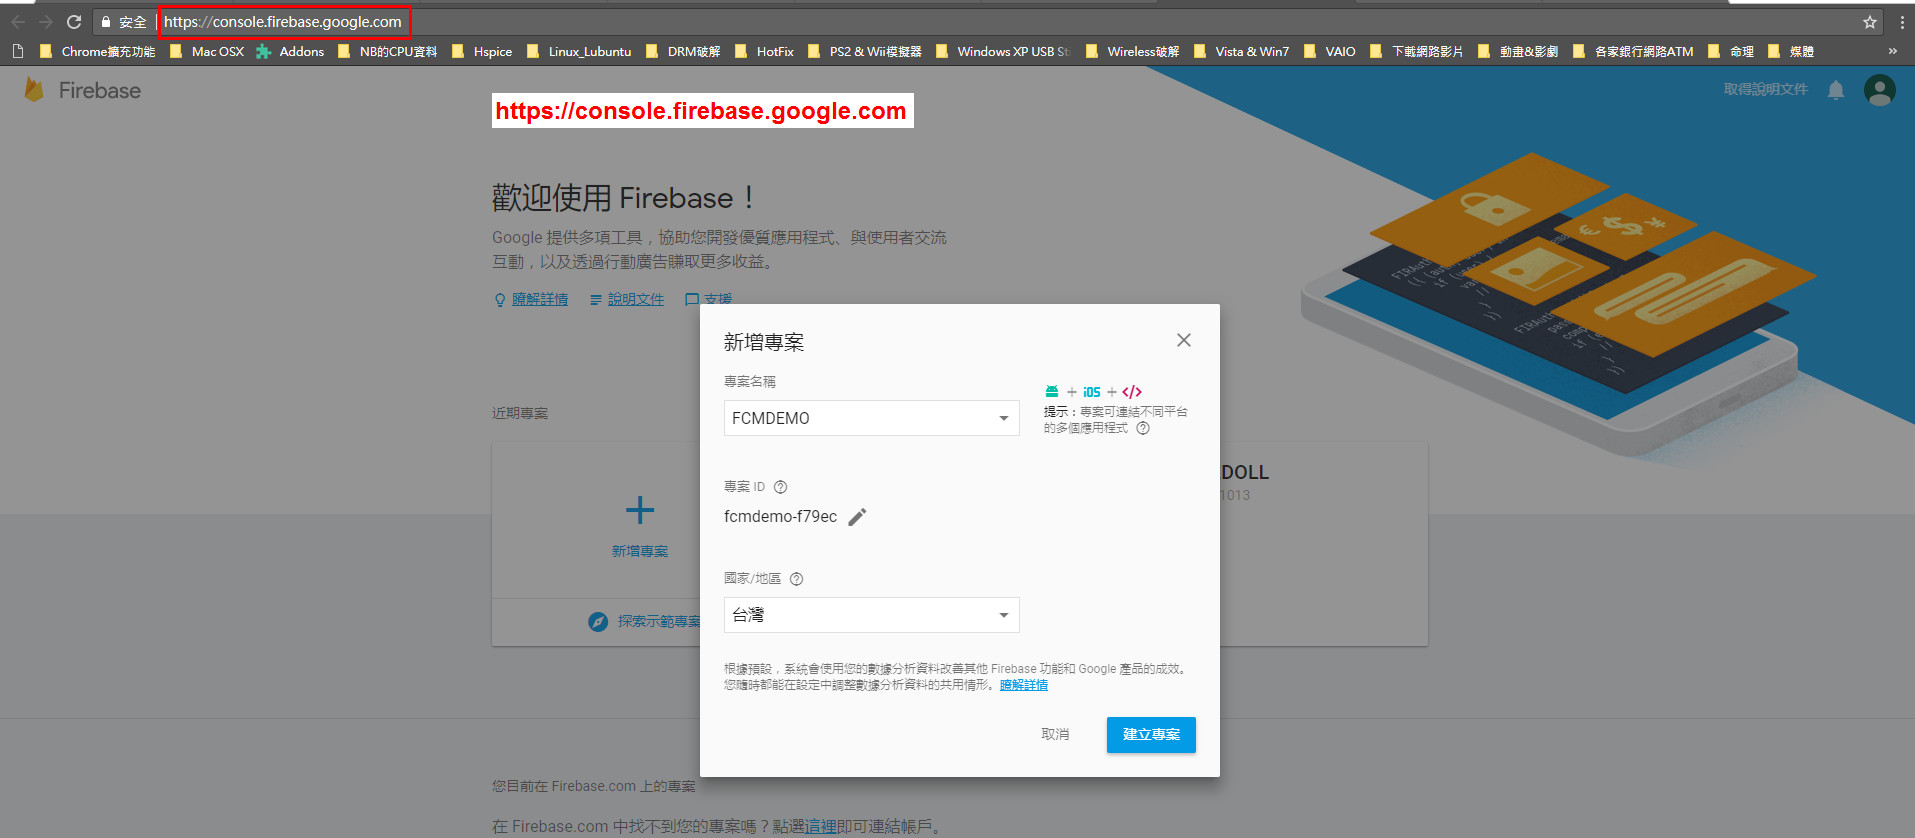 安全 https://console.firebase.google.com
Chrome擴充功能 Mac OSX Addons NB的CPU資料 Hspice Linux_Lubuntu DRM破解 HotFix PS2 & Wii模擬器 Windows XP USB Sti Wireless破解 Vista & Win7 VAIO 下載網路影片 動畫&影劇 各家銀行網路ATM 命理 媒體 »
Firebase
取得說明文件
https://console.firebase.google.com
歡迎使用 Firebase！
Google 提供多項工具，協助您開發優質應用程式、與使用者交流
互動，以及透過行動廣告賺取更多收益。
瞭解詳情 說明文件 支援
近期專案
新增專案
探索示範專案
DOLL
1013
新增專案
專案名稱
FCMDEMO
+ iOS + </>
提示：專案可連結不同平台
的多個應用程式
專案 ID
fcmdemo-f79ec
國家/地區
台灣
根據預設，系統會使用您的數據分析資料改善其他 Firebase 功能和 Google 產品的成效。
您隨時都能在設定中調整數據分析資料的共用情形。瞭解詳情
取消 建立專案
您目前在 Firebase.com 上的專案
在 Firebase.com 中找不到您的專案嗎？點選這裡即可連結帳戶。